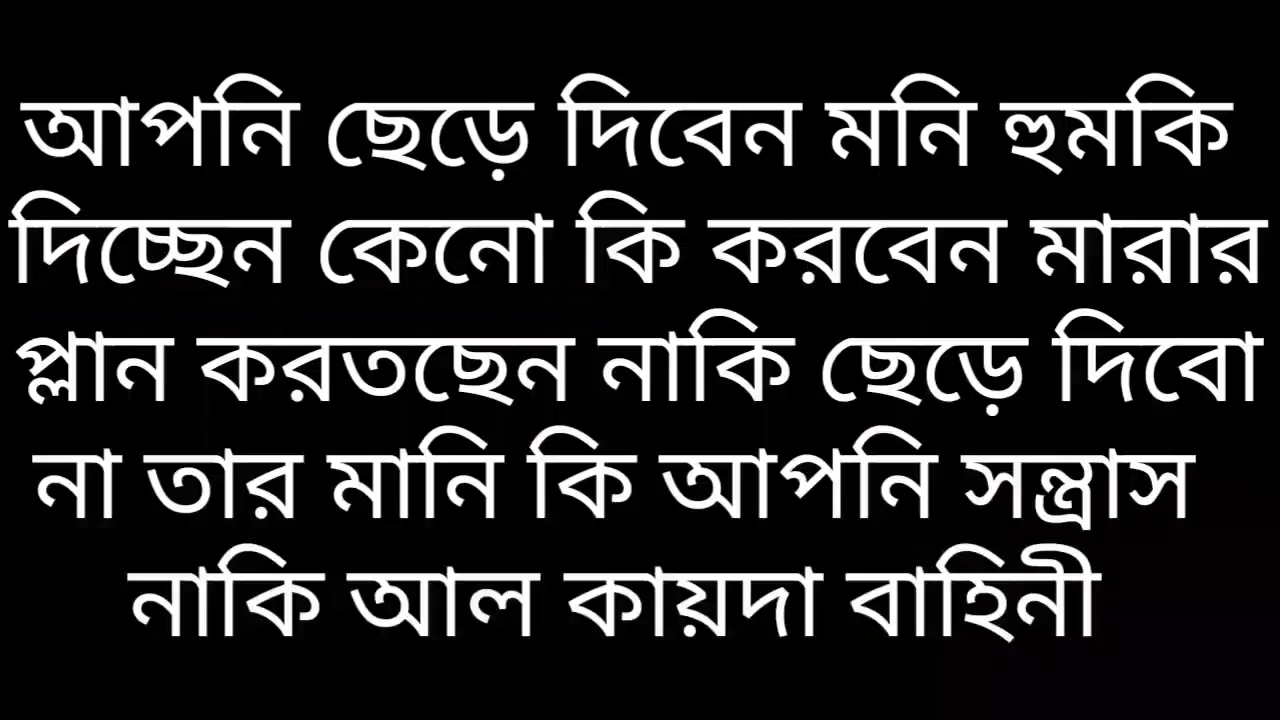 আপনি ছেড়ে দিবেন মনি হুমকি
দিচ্ছেন কেনো কি করবেন মারার
প্লান করতছেন নাকি ছেড়ে দিবো
না তার মানি কি আপনি সন্ত্রাস
নাকি আল কায়দা বাহিনী